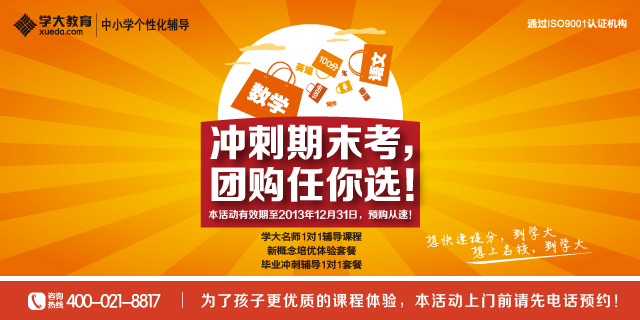 学大教育
xueda.com
中小学个性化辅导
通过ISO9001认证机构
英语
100分
语文
数学
100分
冲刺期末考，
团购任你选！
本活动有效期至2013年12月31日，预购从速！
学大名师1对1辅导课程
新概念培优体验套餐
毕业冲刺辅导1对1套餐
想快速提分，到学大
想上名校，到学大
咨询
热线
400-021-8817
为了孩子更优质的课程体验，本活动上门前请先电话预约！